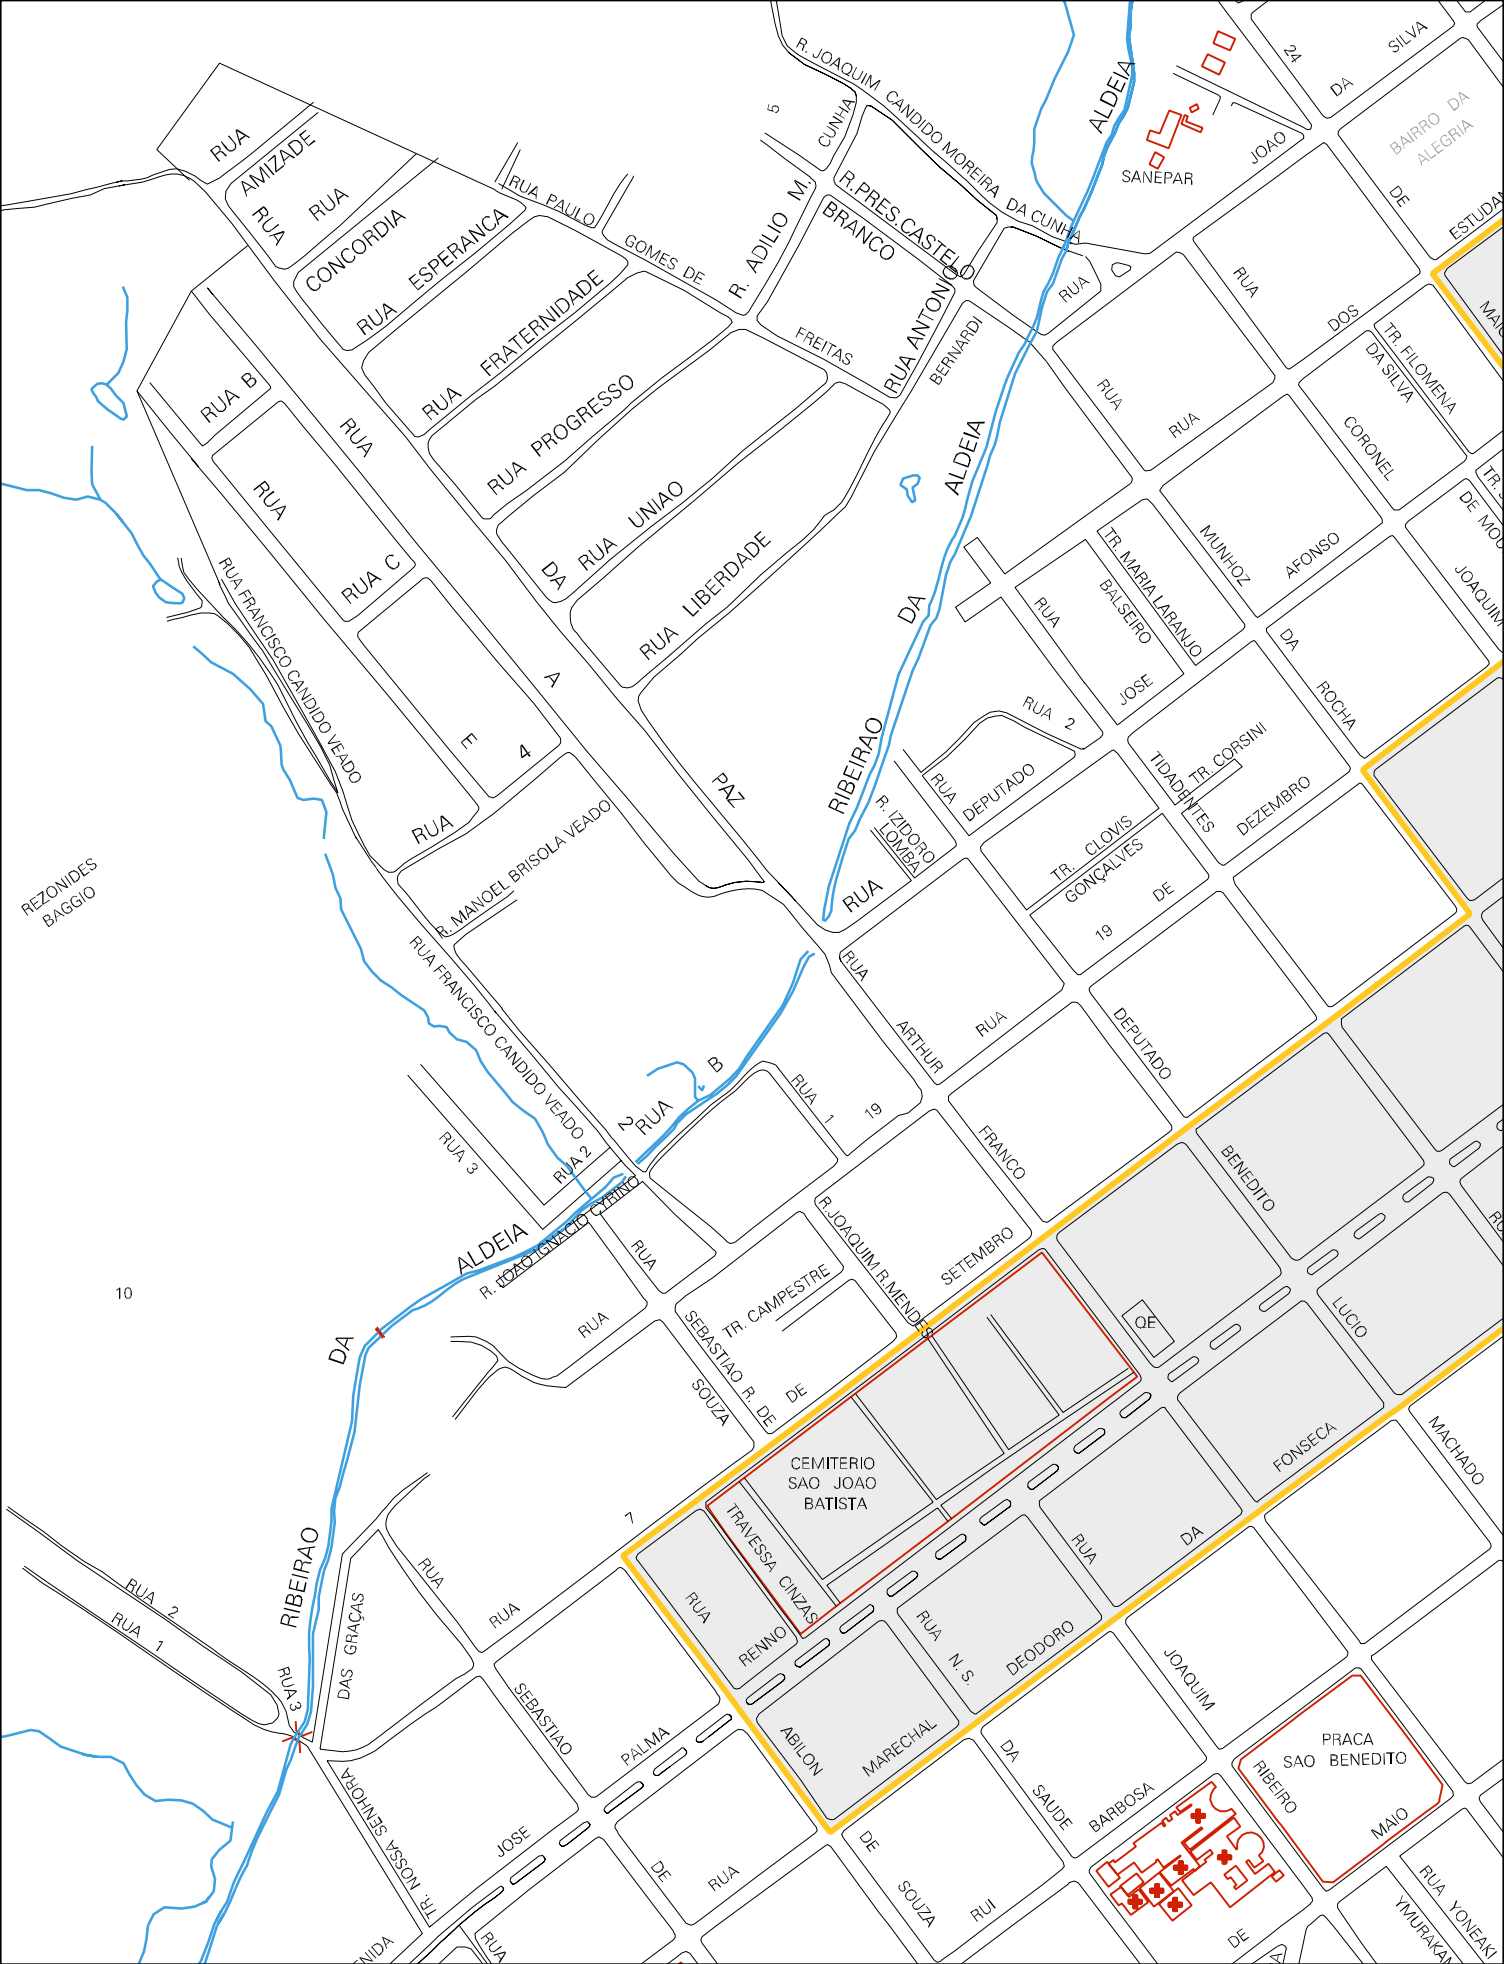 R. JOAQUIM CANDIDO MOREIRA DA CUNHA
ALDEIA
24
DA
SILVA
BAIRRO DA
ALEGRIA
5
CUNHA
SANEPAR
JOAO
DE
RUA
AMIZADE
RUA
RUA
CONCORDIA
RUA PAULO
GOMES DE
FREITAS
R. ADILIO M.
R.PRES.CASTELO
BRANCO
RUA ESPERANCA
RUA FRATERNIDADE
RUA ANTONIO
BERNARDI
RUA
RUA
DOS
TR. FILOMENA
DA SILVA
RUA B
RUA
RUA PROGRESSO
RUA
RUA
CORONEL
RUA
ALDEIA
RUA C
DA
RUA UNIAO
RUA LIBERDADE
MUNHOZ
AFONSO
TR. MARIA LARANJO
BALSEIRO
RUA
JOSE
JOAQUIM
RUA FRANCISCO CANDIDO VEADO
A
DA
DA
ROCHA
RUA 2
E
4
RUA
PAZ
RIBEIRAO
TR. CORSINI
TIDADENTES
DEZEMBRO
RUA
DEPUTADO
R. IZIDORO
LOMBA
TR. CLOVIS
GONÇALVES
DE
19
RUA
R. MANOEL BRISOLA VEADO
REZONIDES
BAGGIO
RUA FRANCISCO CANDIDO VEADO
RUA
ARTHUR
RUA
DEPUTADO
B
RUA
2
RUA 1
19
FRANCO
BENEDITO
RUA 3
RUA 2
R. JOAO IGNACIO CYRINO
ALDEIA
RUA
R.JOAQUIM R.MENDES
SETEMBRO
10
DA
RUA
TR. CAMPESTRE
SEBASTIAO R. DE
SOUZA
DE
QE
LUCIO
CEMITERIO
SAO JOAO
BATISTA
TRAVESSA CINZAS
FONSECA
MACHADO
7
RIBEIRAO
RUA
RUA
RUA
RENNO
RUA
DA
RUA
N. S.
DEODORO
RUA 2
RUA 1
RUA 3
DAS GRAÇAS
SEBASTIAO
PALMA
ABILON
MARECHAL
JOAQUIM
DA
SAUDE
BARBOSA
PRACA
SAO BENEDITO
RIBEIRO
MAIO
TR. NOSSA SENHORA
JOSE
DE
RUA
DE
SOUZA
RUI
DE
RUA
RUA YONEAKI